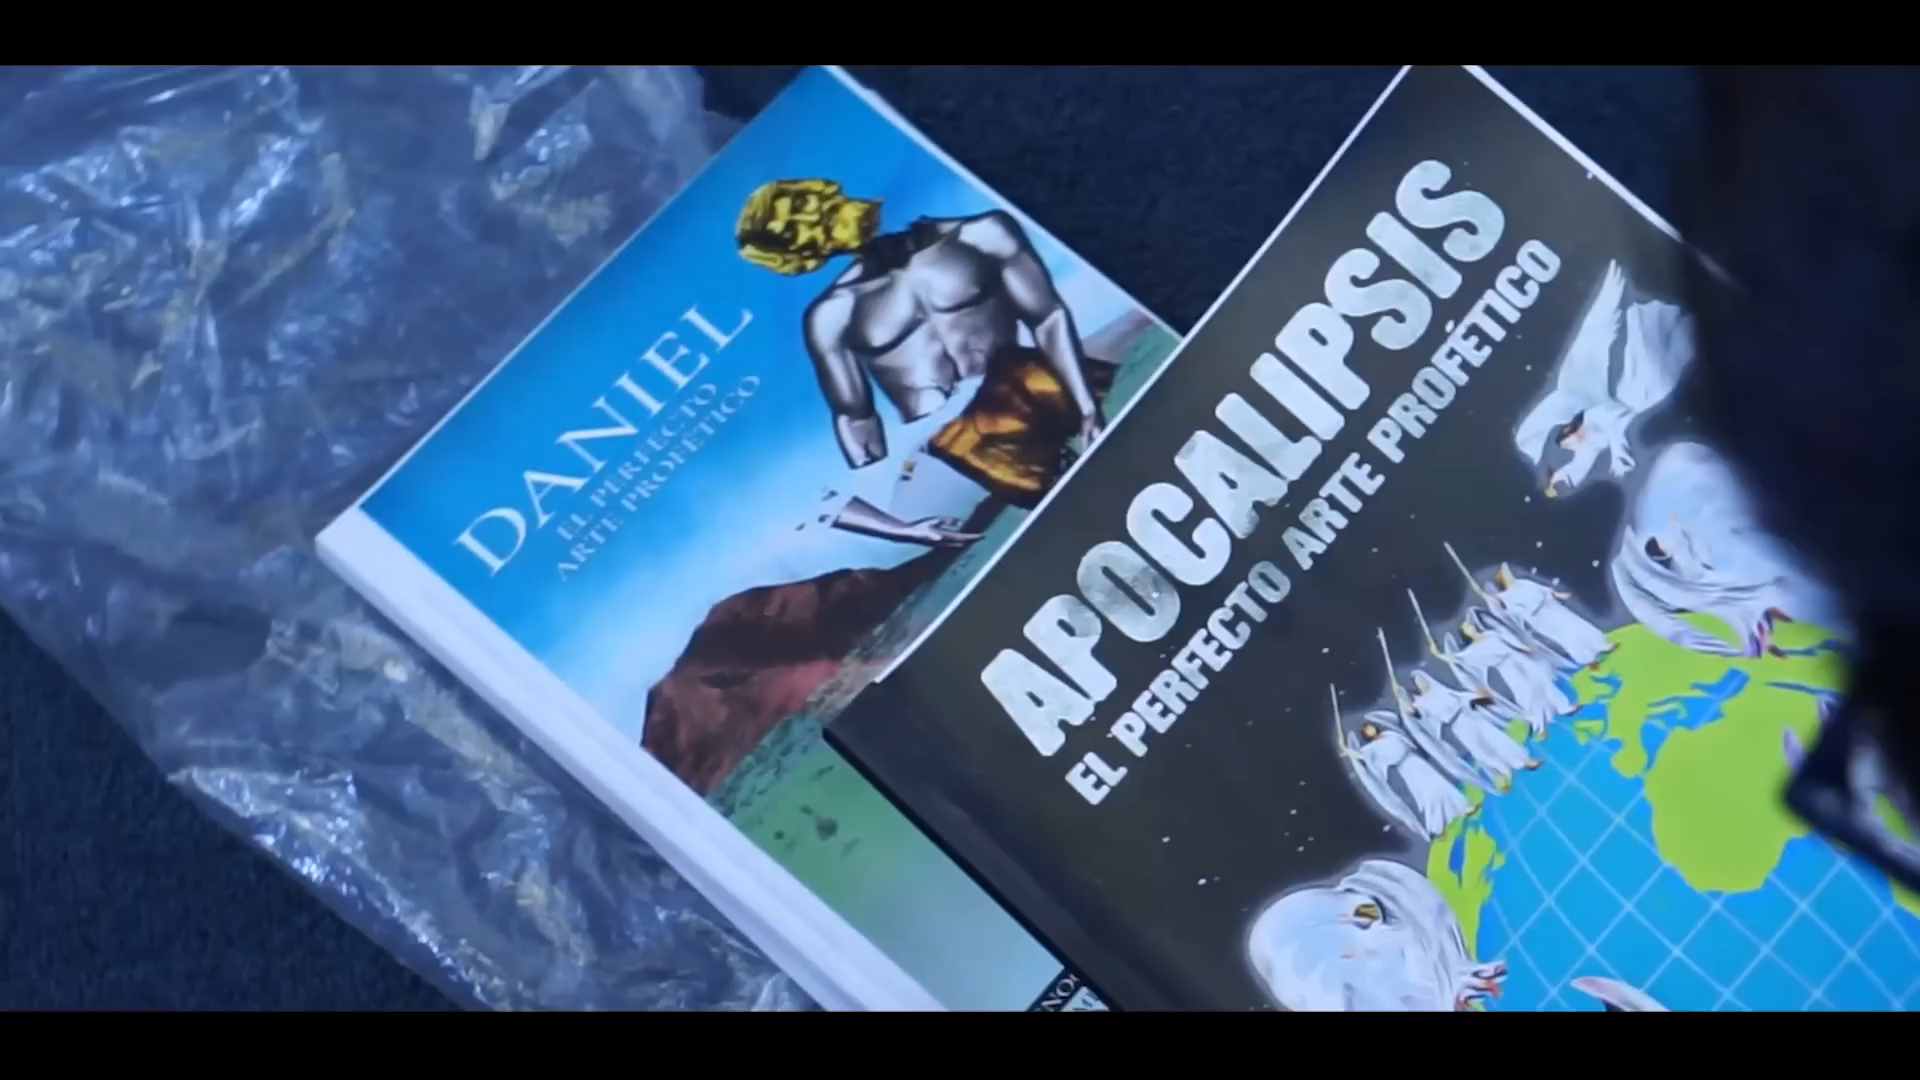 DANIEL
EL PERFECTO
ARTE PROFÉTICO
APOCALIPSIS
EL PERFECTO ARTE PROFÉTICO